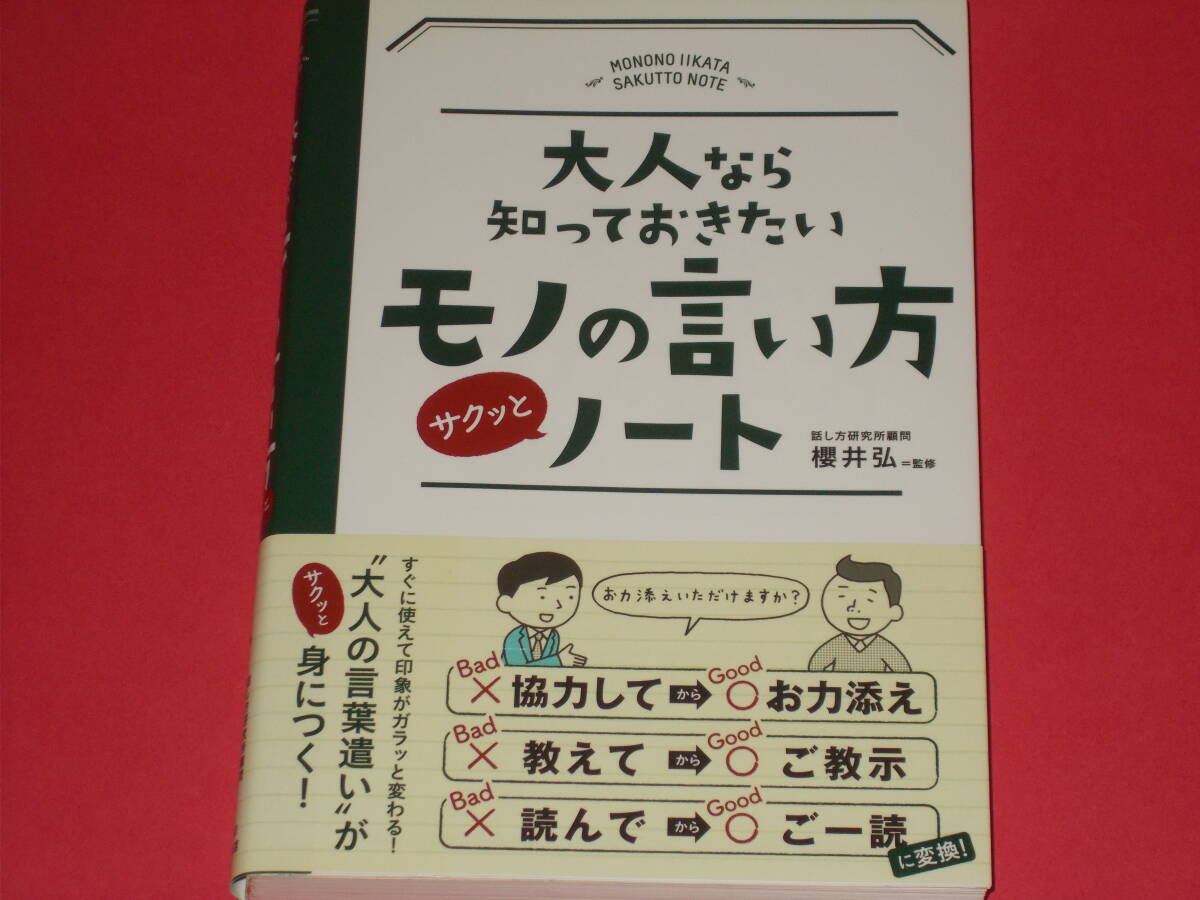 MONONO IIKATA
SAKUTTO NOTE
大人なら
知っておきたい
モノの言い方
サクッと
ノート
話し方研究所顧問
櫻井弘=監修
すぐに使えて印象がガラッと変わる!
"大人の言葉遣い"が
サクッと
身につく!
お力添えいただけますか?
Bad
× 協力して から Good ○ お力添え
Bad
× 教えて から Good ○ ご教示
Bad
× 読んで から Good ○ ご一読
に変換!